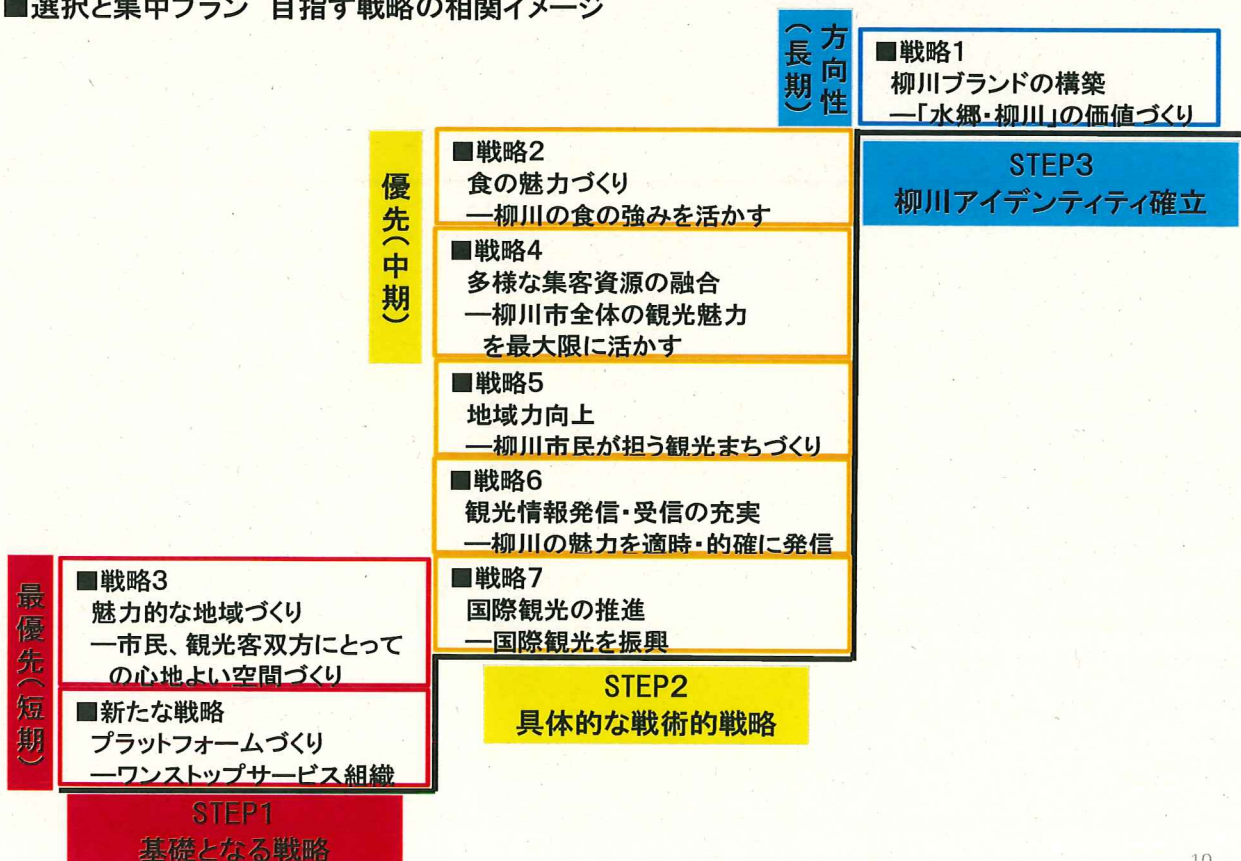 ■選択と集中プラン 目指す戦略の相関イメージ
方向性
(長期)
■戦略1
柳川ブランドの構築
―「水郷・柳川」の価値づくり
STEP3
柳川アイデンティティ確立
優先(中期)
■戦略2
食の魅力づくり
―柳川の食の強みを活かす
■戦略4
多様な集客資源の融合
―柳川市全体の観光魅力
を最大限に活かす
■戦略5
地域力向上
―柳川市民が担う観光まちづくり
■戦略6
観光情報発信・受信の充実
―柳川の魅力を適時・的確に発信
■戦略7
国際観光の推進
―国際観光を振興
STEP2
具体的な戦術的戦略
最優先(短期)
■戦略3
魅力的な地域づくり
―市民、観光客双方にとって
の心地よい空間づくり
■新たな戦略
プラットフォームづくり
―ワンストップサービス組織
STEP1
基礎となる戦略
10